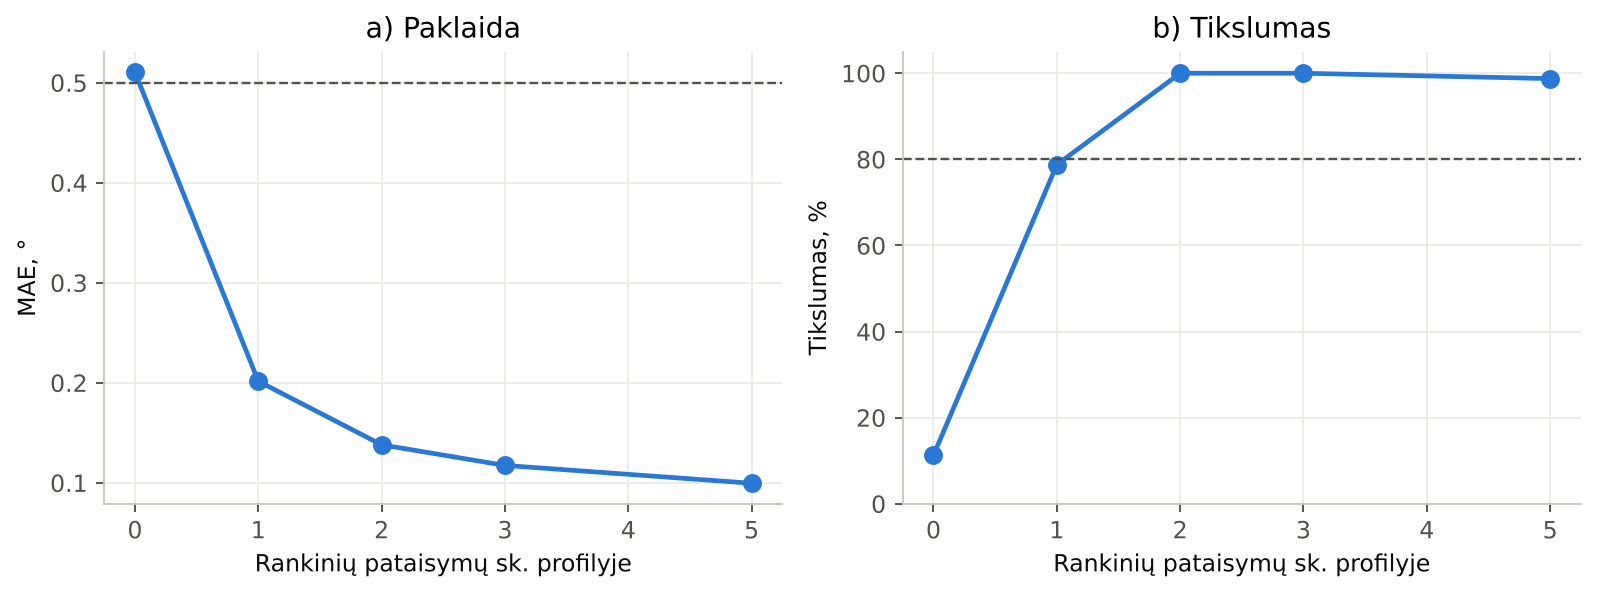 a) Paklaida
0.5
0.4
0.3
0.2
0.1
MAE, °
0 1 2 3 4 5
Rankinių pataisymų sk. profilyje
b) Tikslumas
100
80
60
40
20
0
Tikslumas, %
0 1 2 3 4 5
Rankinių pataisymų sk. profilyje